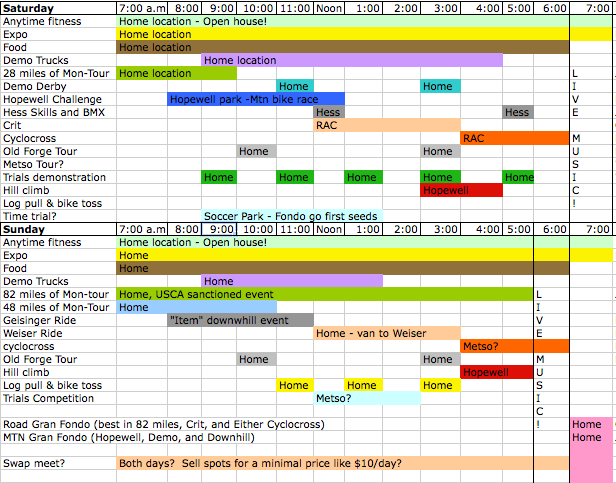 Saturday 7:00 a.m 8:00 9:00 10:00 11:00 Noon 1:00 2:00 3:00 4:00 5:00 6:00 7:00
Anytime fitness Home location - Open house!
Expo Home location
Food Home location
Demo Trucks Home location
28 miles of Mon-Tour Home location L
Demo Derby Home Home I
Hopewell Challenge Hopewell park -Mtn bike race V
Hess Skills and BMX Hess Hess E
Crit RAC
Cyclocross RAC M
Old Forge Tour Home Home U
Metso Tour? S
Trials demonstration Home Home Home Home Home I
Hill climb Hopewell C
Log pull & bike toss !
Time trial? Soccer Park - Fondo go first seeds
Sunday 7:00 a.m 8:00 9:00 10:00 11:00 Noon 1:00 2:00 3:00 4:00 5:00 6:00 7:00
Anytime fitness Home location - Open house!
Expo Home
Food Home
Demo Trucks Home
82 miles of Mon-tour Home, USCA sanctioned event L
48 miles of Mon-Tour Home I
Geisinger Ride "Item" downhill event V
Weiser Ride Home - van to Weiser E
cyclocross Metso?
Old Forge Tour Home Home M
Hill climb Hopewell U
Log pull & bike toss Home Home Home S
Trials Competition Metso? I
C
Road Gran Fondo (best in 82 miles, Crit, and Either Cyclocross) ! Home
MTN Gran Fondo (Hopewell, Demo, and Downhill) Home
Swap meet? Both days? Sell spots for a minimal price like $10/day?